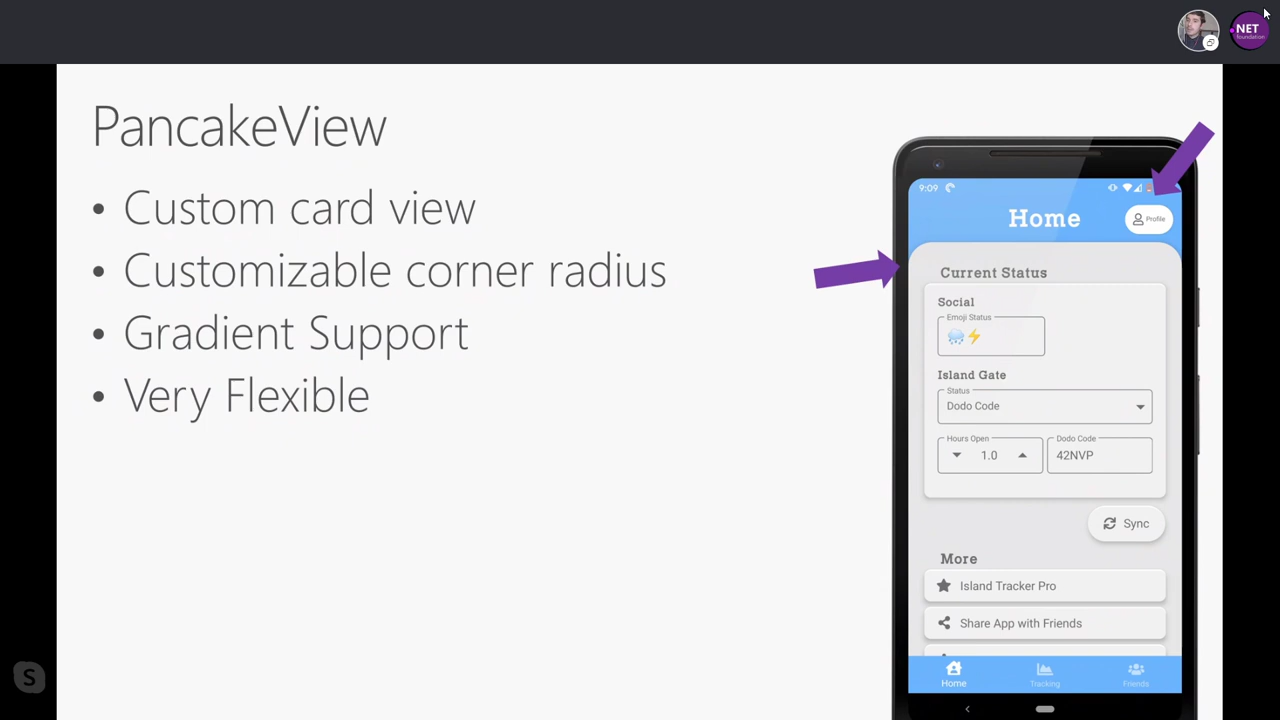 NET
foundation
PancakeView
• Custom card view
• Customizable corner radius
• Gradient Support
• Very Flexible
9:09
Home
Profile
Current Status
Social
Emoji Status
Island Gate
Status
Dodo Code
Hours Open
Dodo Code
1.0
42NVP
Sync
More
Island Tracker Pro
Share App with Friends
Home
Tracking
Friends
S